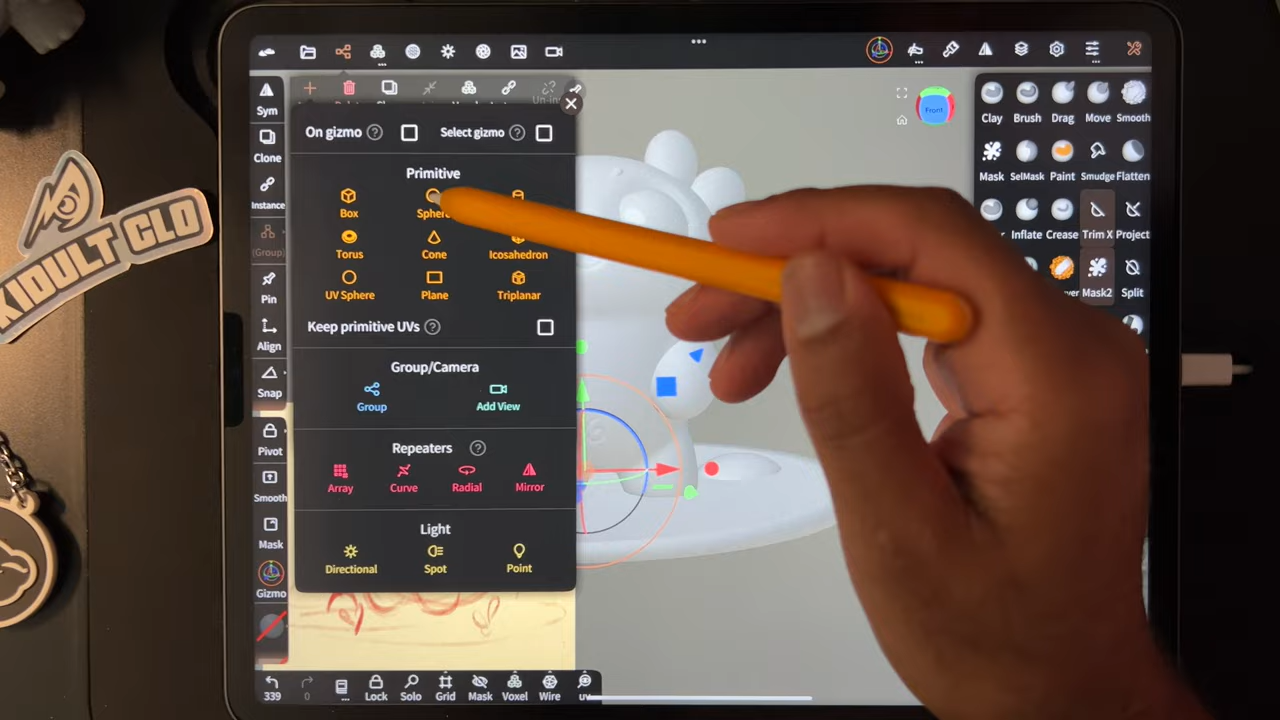 KIDULT CLO
Sym
Clone
Instance
(Group)
Pin
Align
Snap
Pivot
Smooth
Mask
Gizmo
On gizmo ? Select gizmo ?
Primitive
Box Sphere
Torus Cone Icosahedron
UV Sphere Plane Triplanar
Keep primitive UVs ?
Group/Camera
Group Add View
Repeaters ?
Array Curve Radial Mirror
Light
Directional Spot Point
339 0 Lock Solo Grid Mask Voxel Wire
Front
Clay Brush Drag Move Smooth
Mask SelMask Paint Smudge Flatten
Inflate Crease Trim X Project
Mask2 Split